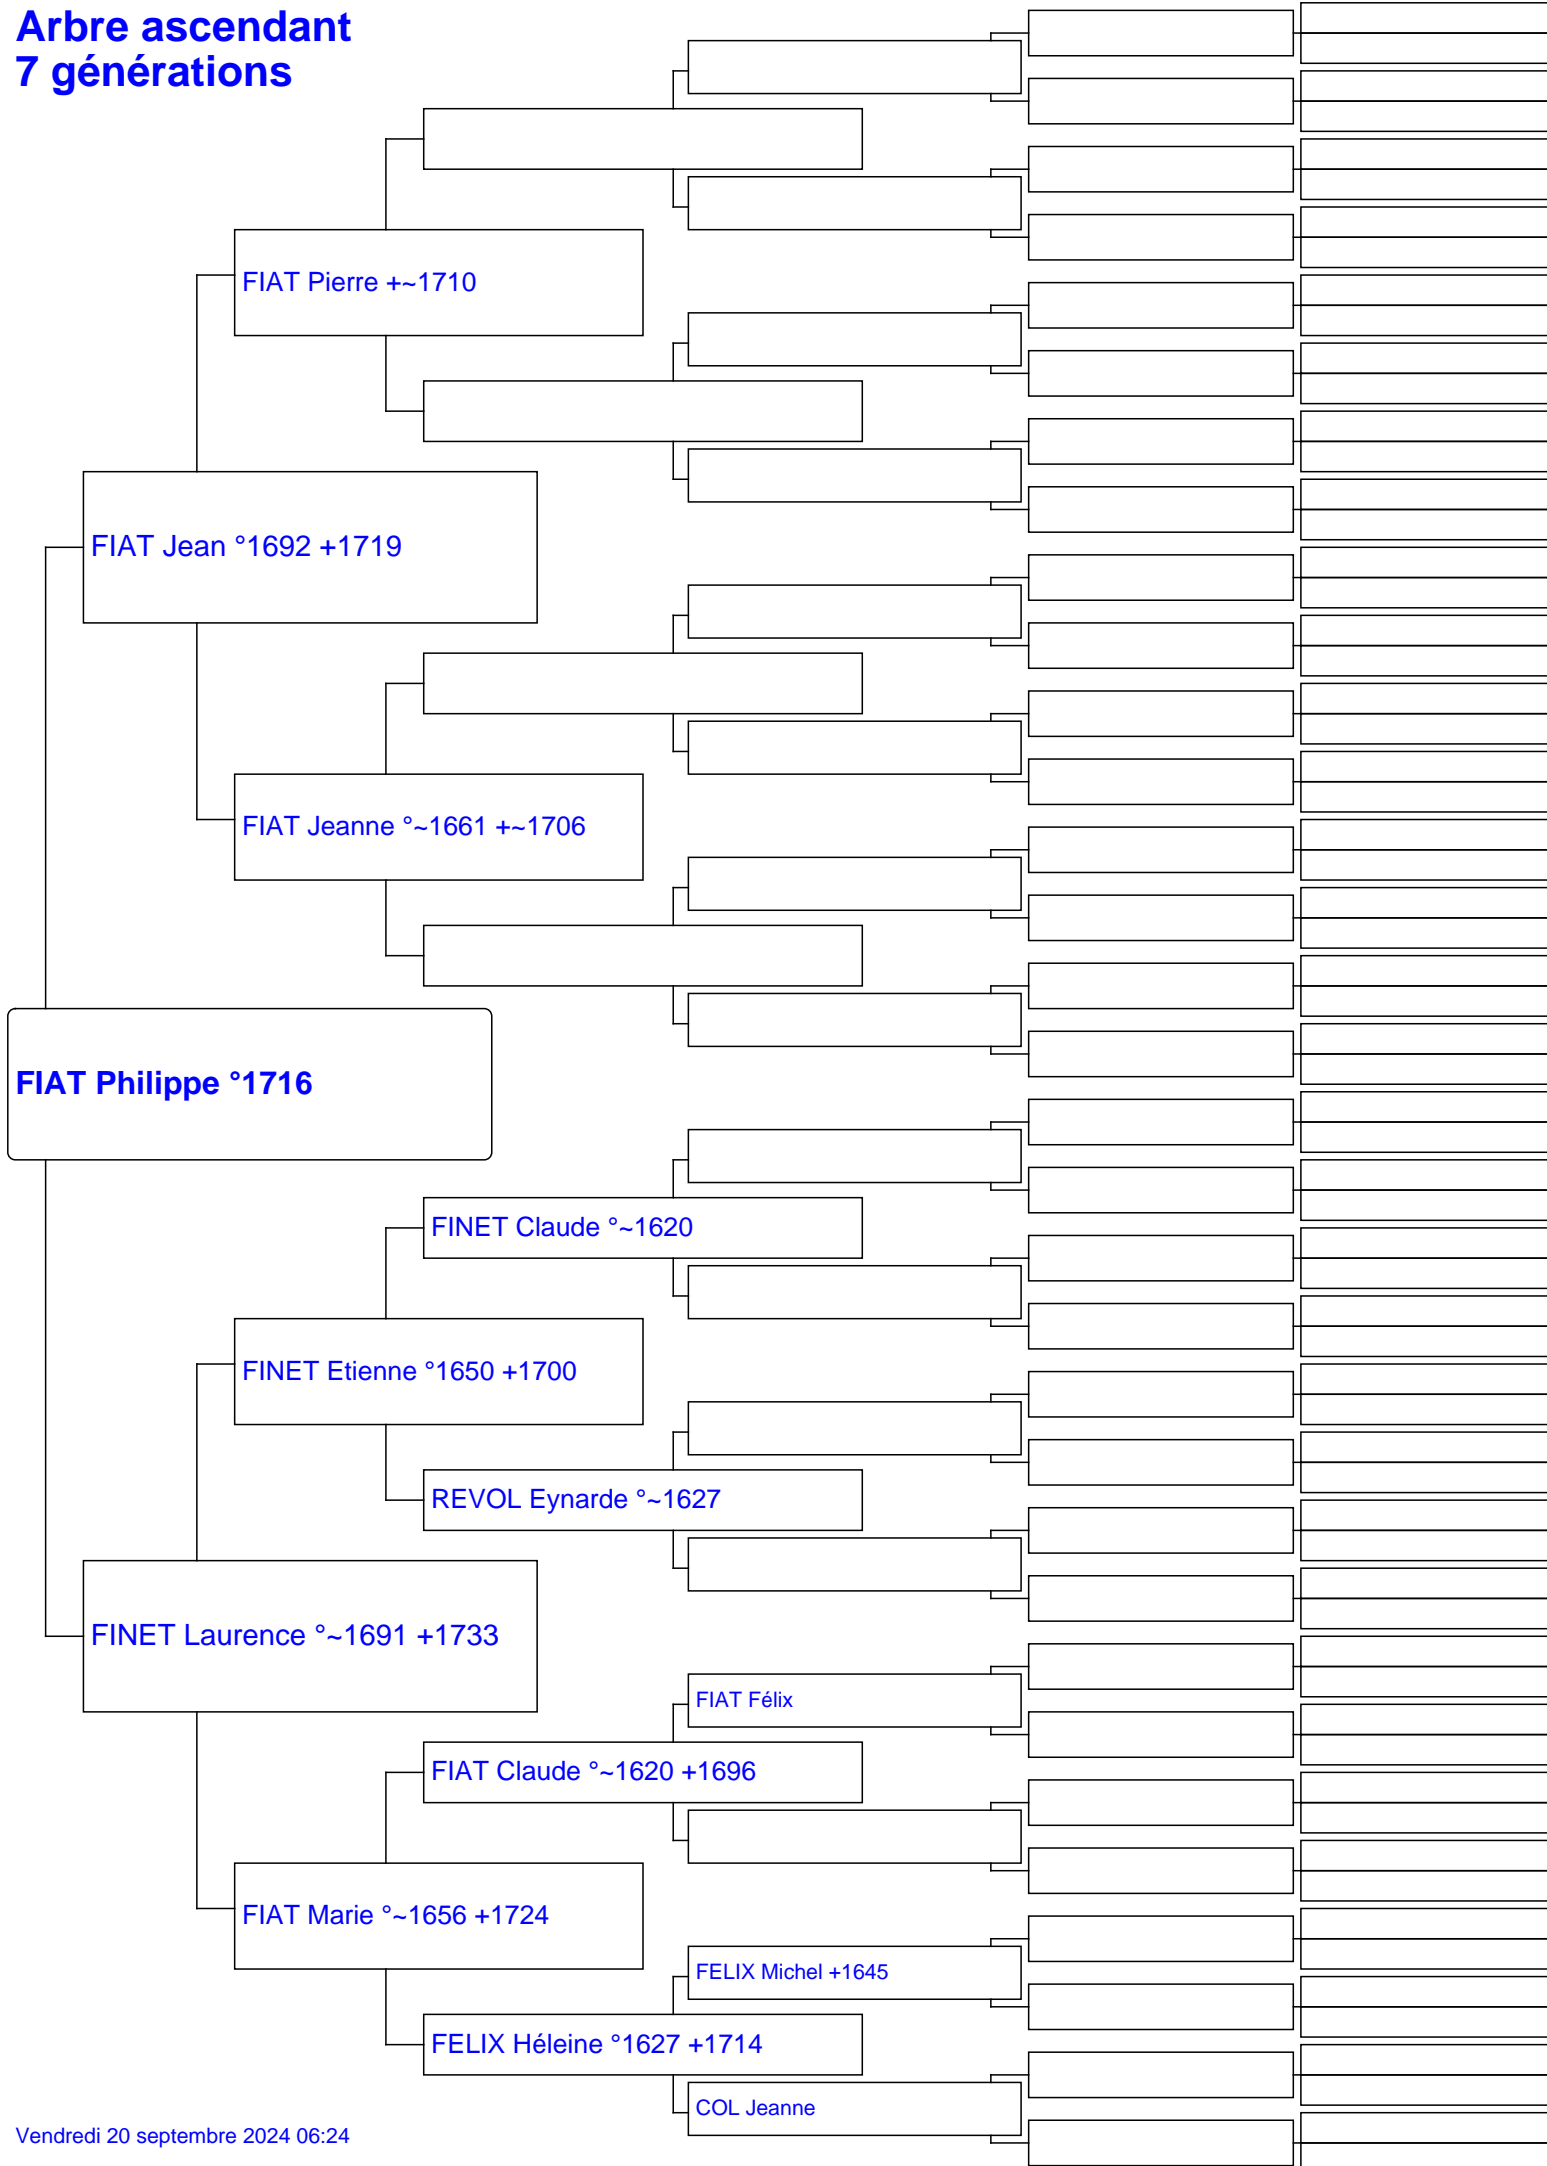 Arbre ascendant
7 générations
FIAT Pierre +~1710
FIAT Jean °1692 +1719
FIAT Jeanne °~1661 +~1706
FIAT Philippe °1716
FINET Claude °~1620
FINET Etienne °1650 +1700
REVOL Eynarde °~1627
FINET Laurence °~1691 +1733
FIAT Félix
FIAT Claude °~1620 +1696
FIAT Marie °~1656 +1724
FELIX Michel +1645
FELIX Héleine °1627 +1714
COL Jeanne
Vendredi 20 septembre 2024 06:24